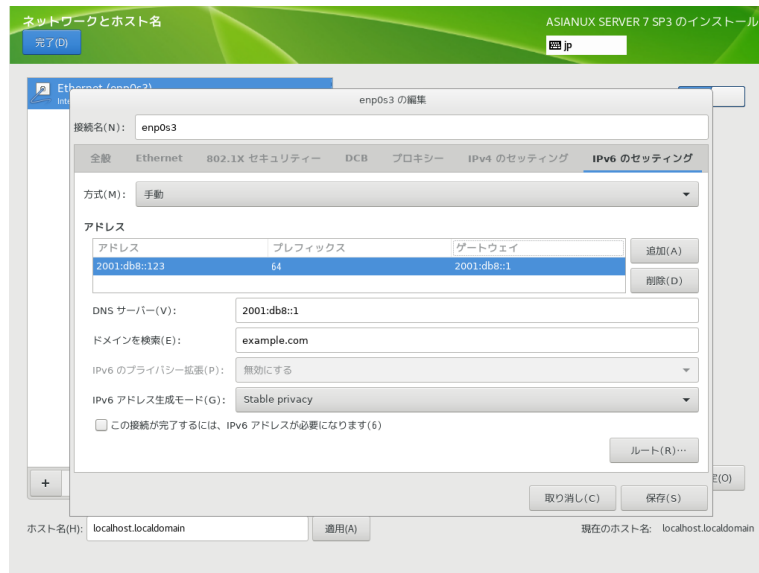 ネットワークとホスト名
ASIANUX SERVER 7 SP3 のインストール
完了(D)
jp
Ethernet (enp0s3)
enp0s3 の編集
接続名(N): enp0s3
全般 Ethernet 802.1X セキュリティー DCB プロキシー IPv4 のセッティング IPv6 のセッティング
方式(M): 手動
アドレス
アドレス プレフィックス ゲートウェイ 追加(A)
2001:db8::123 64 2001:db8::1
削除(D)
DNS サーバー(V): 2001:db8::1
ドメインを検索(E): example.com
IPv6 のプライバシー拡張(P): 無効にする
IPv6 アドレス生成モード(G): Stable privacy
この接続が完了するには、IPv6 アドレスが必要になります(6)
ルート(R)…
+
取り消し(C) 保存(S)
ホスト名(H): localhost.localdomain 適用(A) 現在のホスト名: localhost.localdomain